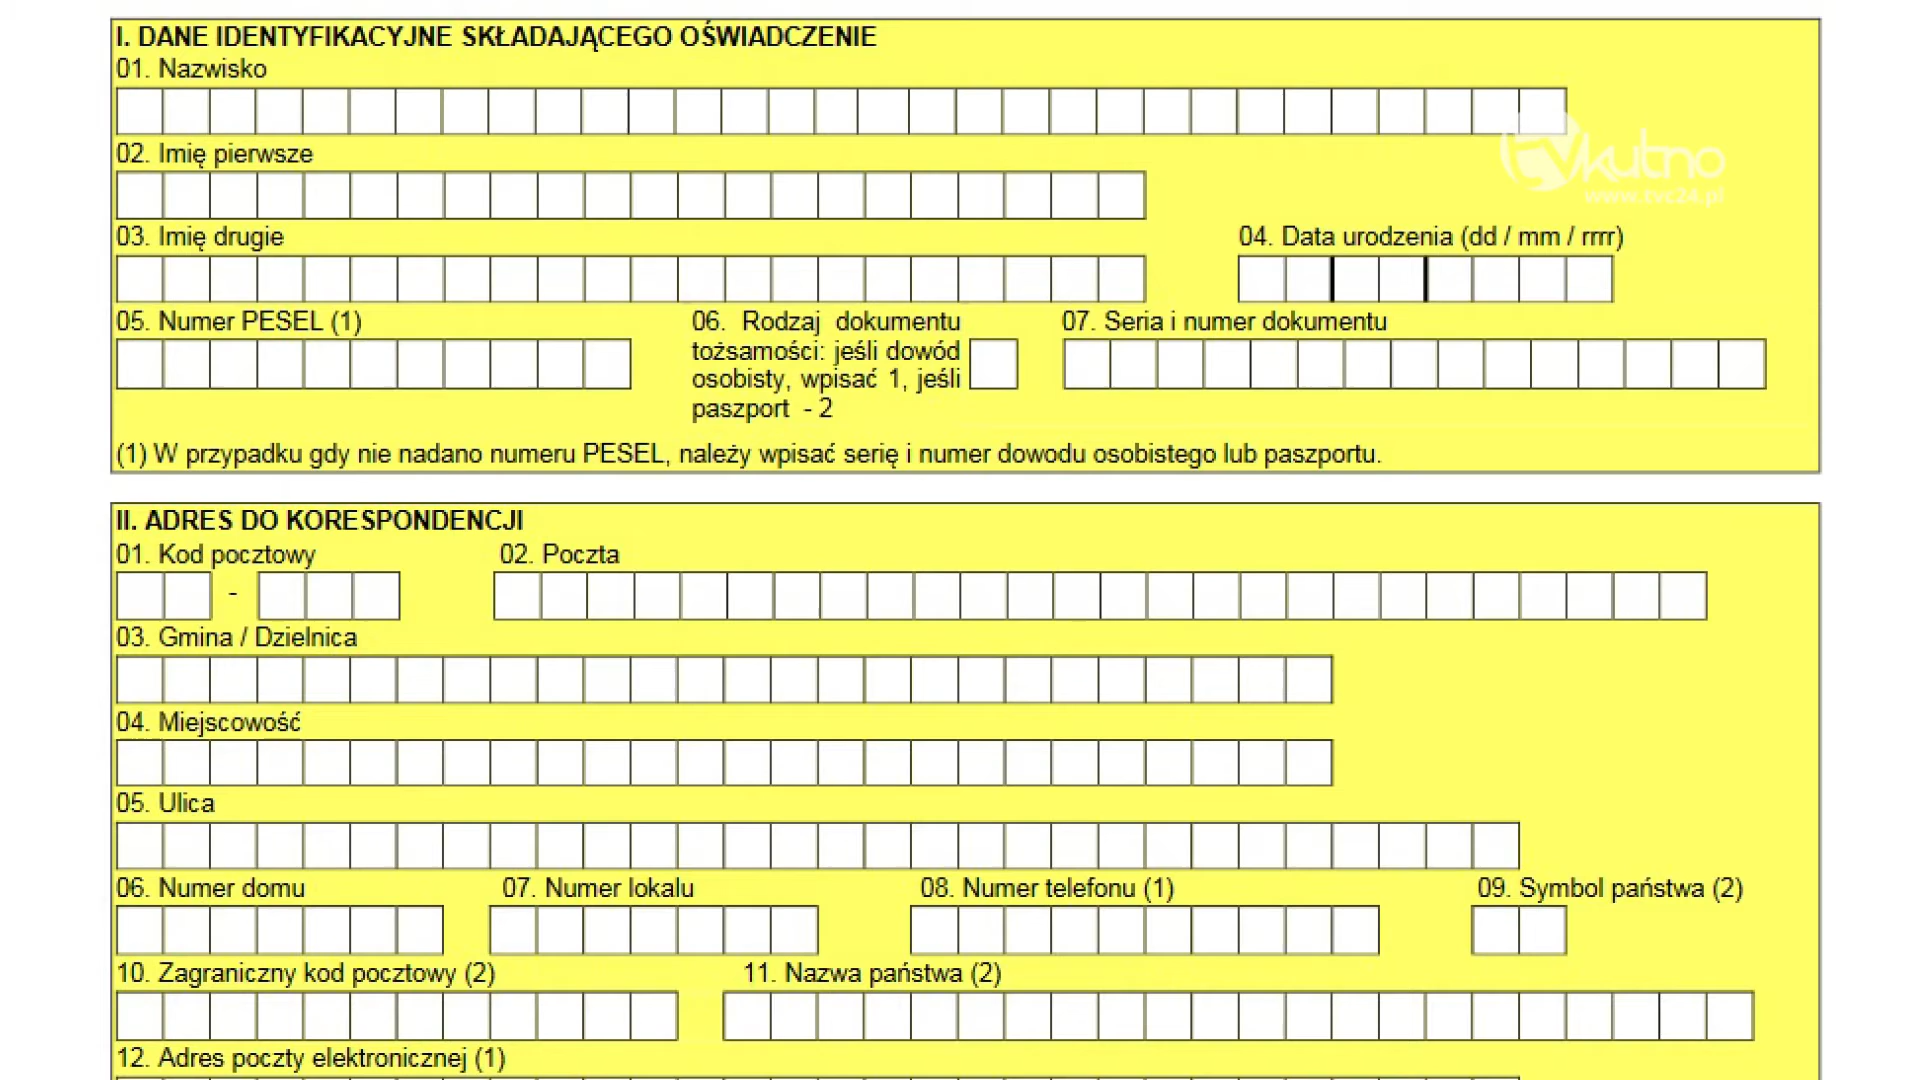 I. DANE IDENTYFIKACYJNE SKŁADAJĄCEGO OŚWIADCZENIE
01. Nazwisko
tvkutno
www.tvc24.pl
02. Imię pierwsze
03. Imię drugie
04. Data urodzenia (dd / mm / rrrr)
05. Numer PESEL (1)
06. Rodzaj dokumentu
tożsamości: jeśli dowód
osobisty, wpisać 1, jeśli
paszport - 2
07. Seria i numer dokumentu
(1) W przypadku gdy nie nadano numeru PESEL, należy wpisać serię i numer dowodu osobistego lub paszportu.
II. ADRES DO KORESPONDENCJI
01. Kod pocztowy
-
02. Poczta
03. Gmina / Dzielnica
04. Miejscowość
05. Ulica
06. Numer domu
07. Numer lokalu
08. Numer telefonu (1)
09. Symbol państwa (2)
10. Zagraniczny kod pocztowy (2)
11. Nazwa państwa (2)
12. Adres poczty elektronicznej (1)